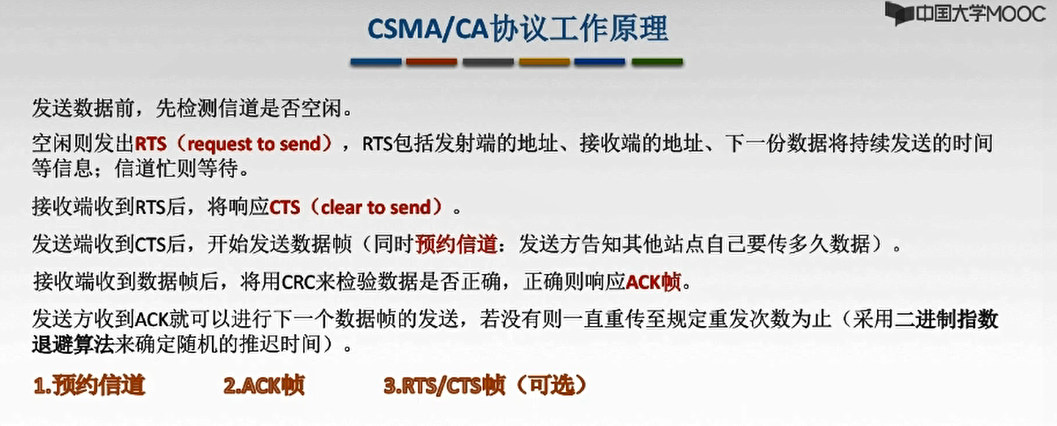 中国大学MOOC
CSMA/CA协议工作原理
发送数据前，先检测信道是否空闲。
空闲则发出RTS（request to send），RTS包括发射端的地址、接收端的地址、下一份数据将持续发送的时间
等信息；信道忙则等待。
接收端收到RTS后，将响应CTS（clear to send）。
发送端收到CTS后，开始发送数据帧（同时预约信道：发送方告知其他站点自己要传多久数据）。
接收端收到数据帧后，将用CRC来检验数据是否正确，正确则响应ACK帧。
发送方收到ACK就可以进行下一个数据帧的发送，若没有则一直重传至规定重发次数为止（采用二进制指数
退避算法来确定随机的推迟时间）。
1.预约信道 2.ACK帧 3.RTS/CTS帧（可选）